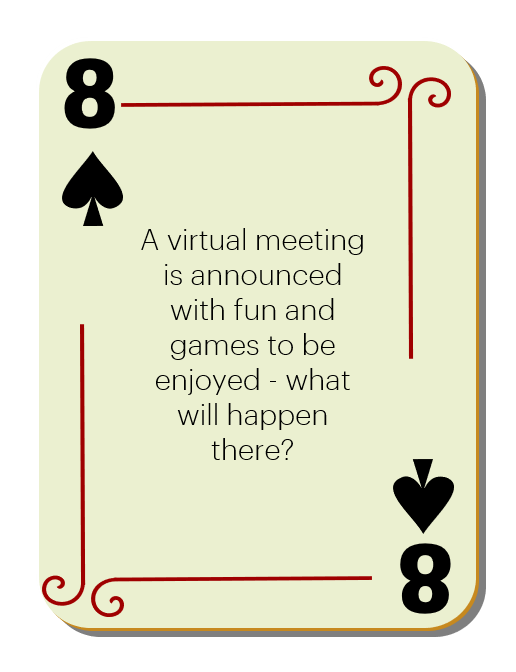 8
A virtual meeting
is announced
with fun and
games to be
enjoyed - what
will happen
there?
8